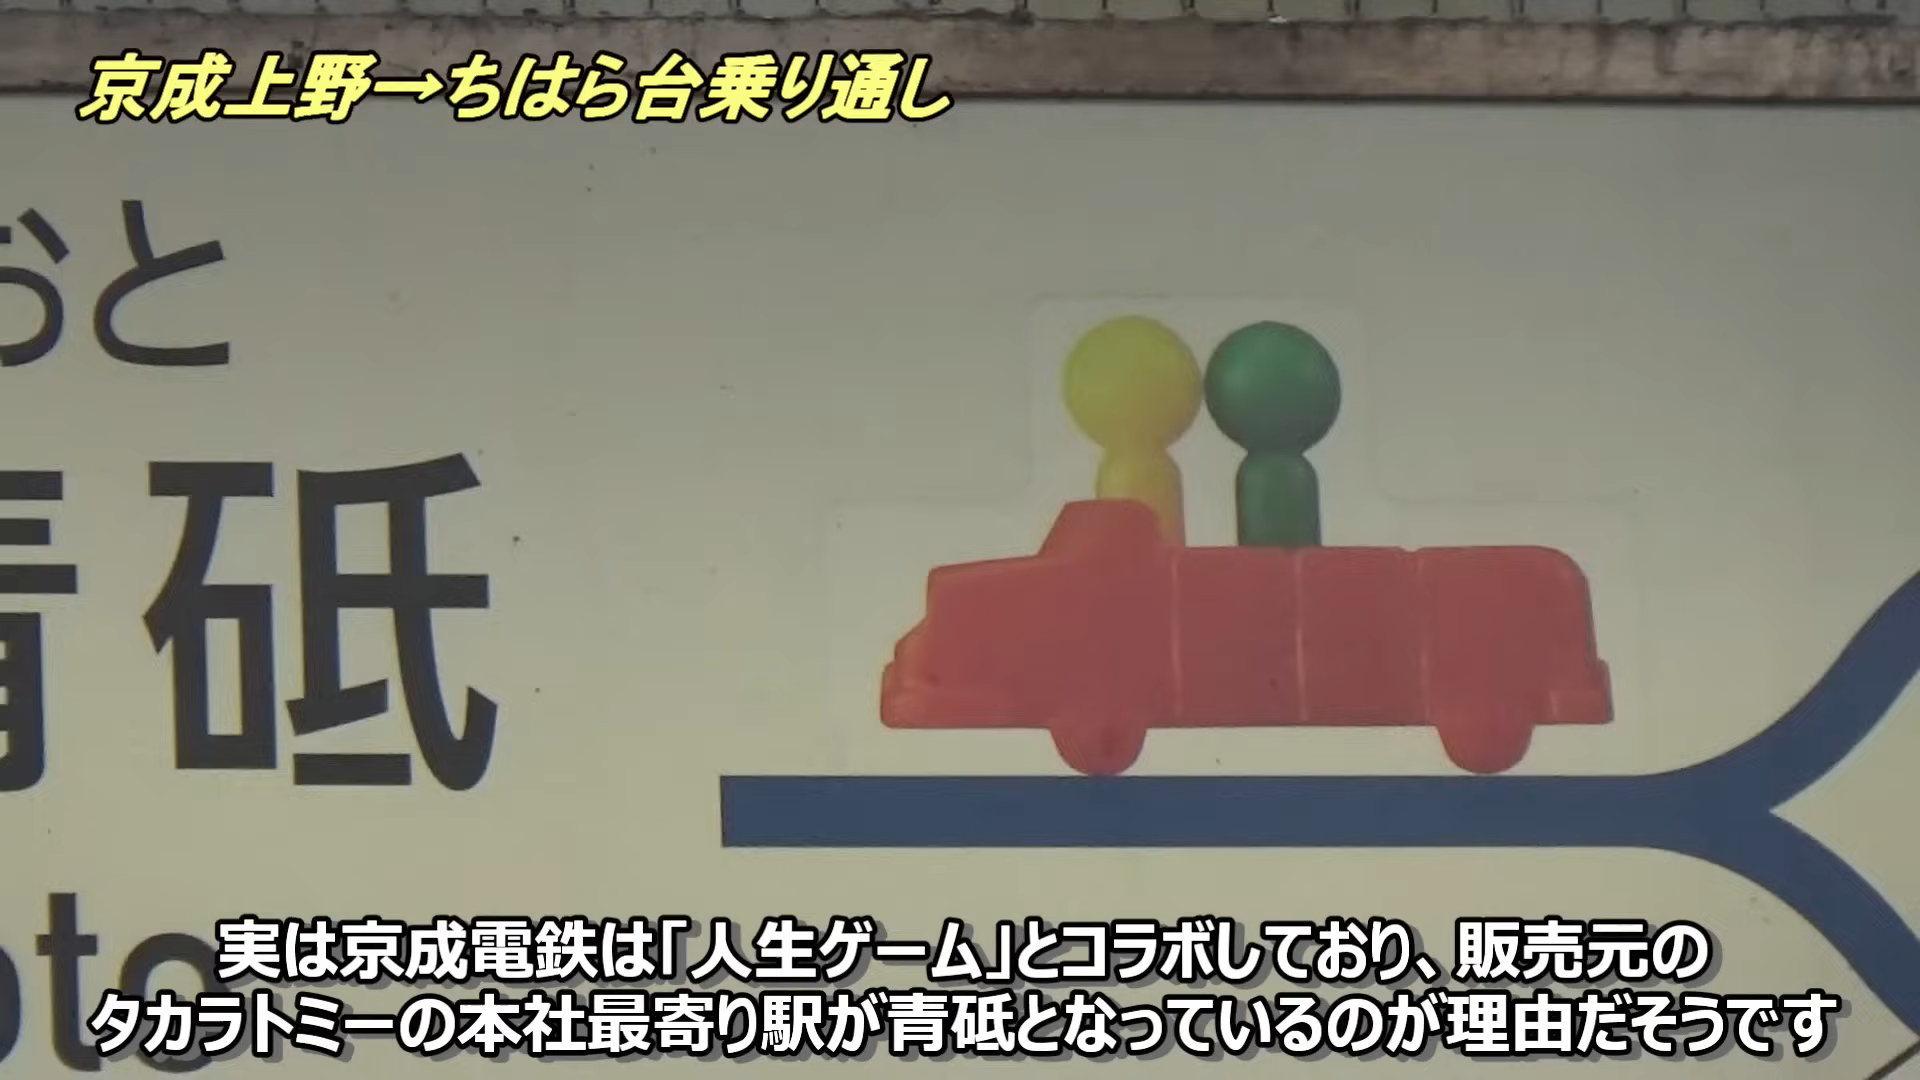 京成上野→ちはら台乗り通し
おと
青砥
oto
実は京成電鉄は｢人生ゲーム｣とコラボしており、販売元の
タカラトミーの本社最寄り駅が青砥となっているのが理由だそうです